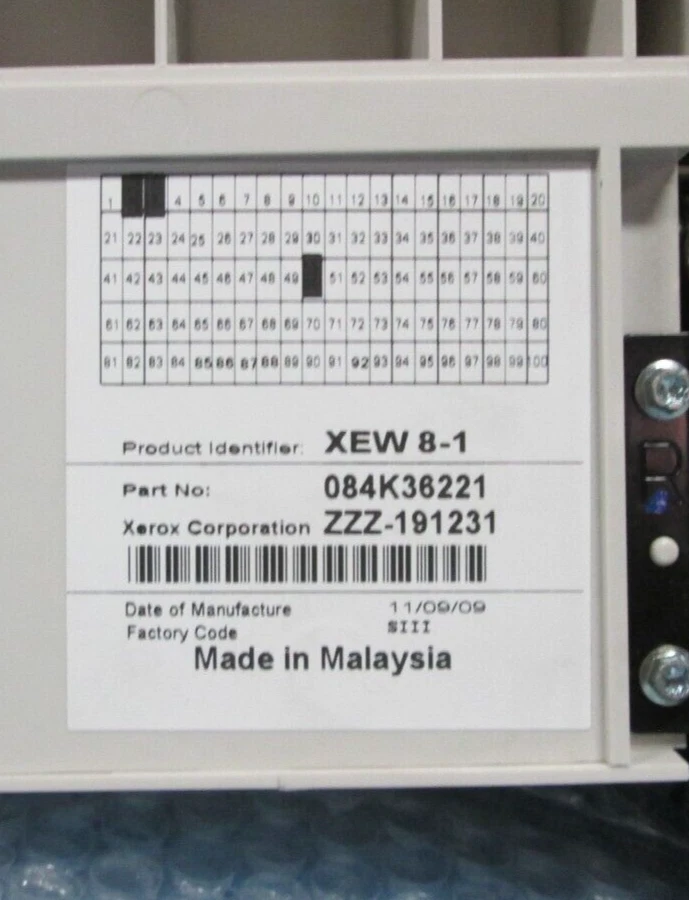 1 4 5 6 7 8 9 10 11 12 13 14 15 16 17 18 19 20
21 22 23 24 25 26 27 28 29 30 31 32 33 34 35 36 37 38 39 40
41 42 43 44 45 46 47 48 49 51 52 53 54 55 56 57 58 59 60
61 62 63 64 65 66 67 68 69 70 71 72 73 74 75 76 77 78 79 80
81 82 83 84 85 86 87 88 89 90 91 92 93 94 95 96 97 98 99 100
Product Identifier: XEW 8-1
Part No: 084K36221
Xerox Corporation ZZZ-191231
Date of Manufacture 11/09/09
Factory Code SIII
Made in Malaysia
R